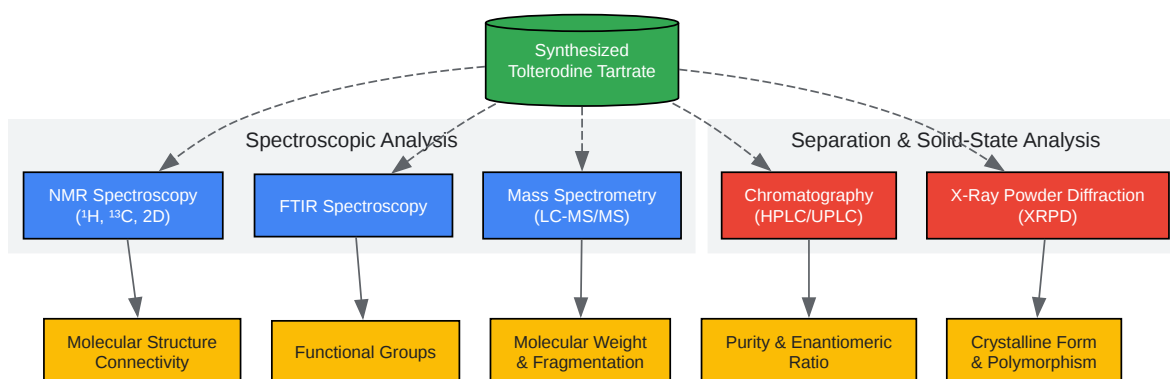 Synthesized
Tolterodine Tartrate
Spectroscopic Analysis
Separation & Solid-State Analysis
NMR Spectroscopy
(¹H, ¹³C, 2D)
FTIR Spectroscopy
Mass Spectrometry
(LC-MS/MS)
Chromatography
(HPLC/UPLC)
X-Ray Powder Diffraction
(XRPD)
Molecular Structure
Connectivity
Functional Groups
Molecular Weight
& Fragmentation
Purity & Enantiomeric
Ratio
Crystalline Form
& Polymorphism